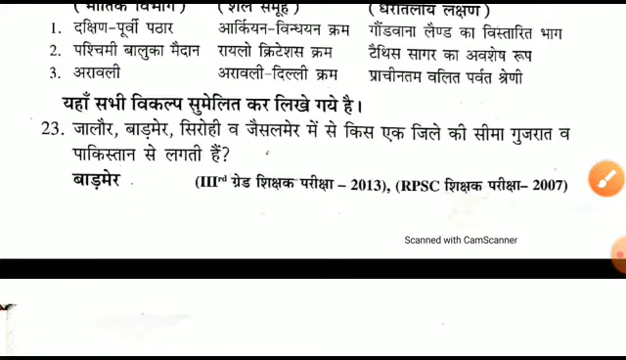 (भौतिक विभाग) (शैल समूह) (धरातलीय लक्षण)
1. दक्षिण-पूर्वी पठार आर्कियन-विन्धयन क्रम गौंडवाना लैण्ड का विस्तारित भाग
2. पश्चिमी बालुका मैदान रायलो क्रिटेशस क्रम टैथिस सागर का अवशेष रूप
3. अरावली अरावली-दिल्ली क्रम प्राचीनतम वलित पर्वत श्रेणी
यहाँ सभी विकल्प सुमेलित कर लिखे गये है।
23. जालौर, बाड़मेर, सिरोही व जैसलमेर में से किस एक जिले की सीमा गुजरात व
पाकिस्तान से लगती हैं?
बाड़मेर (IIIrd ग्रेड शिक्षक परीक्षा – 2013), (RPSC शिक्षक परीक्षा– 2007)
Scanned with CamScanner